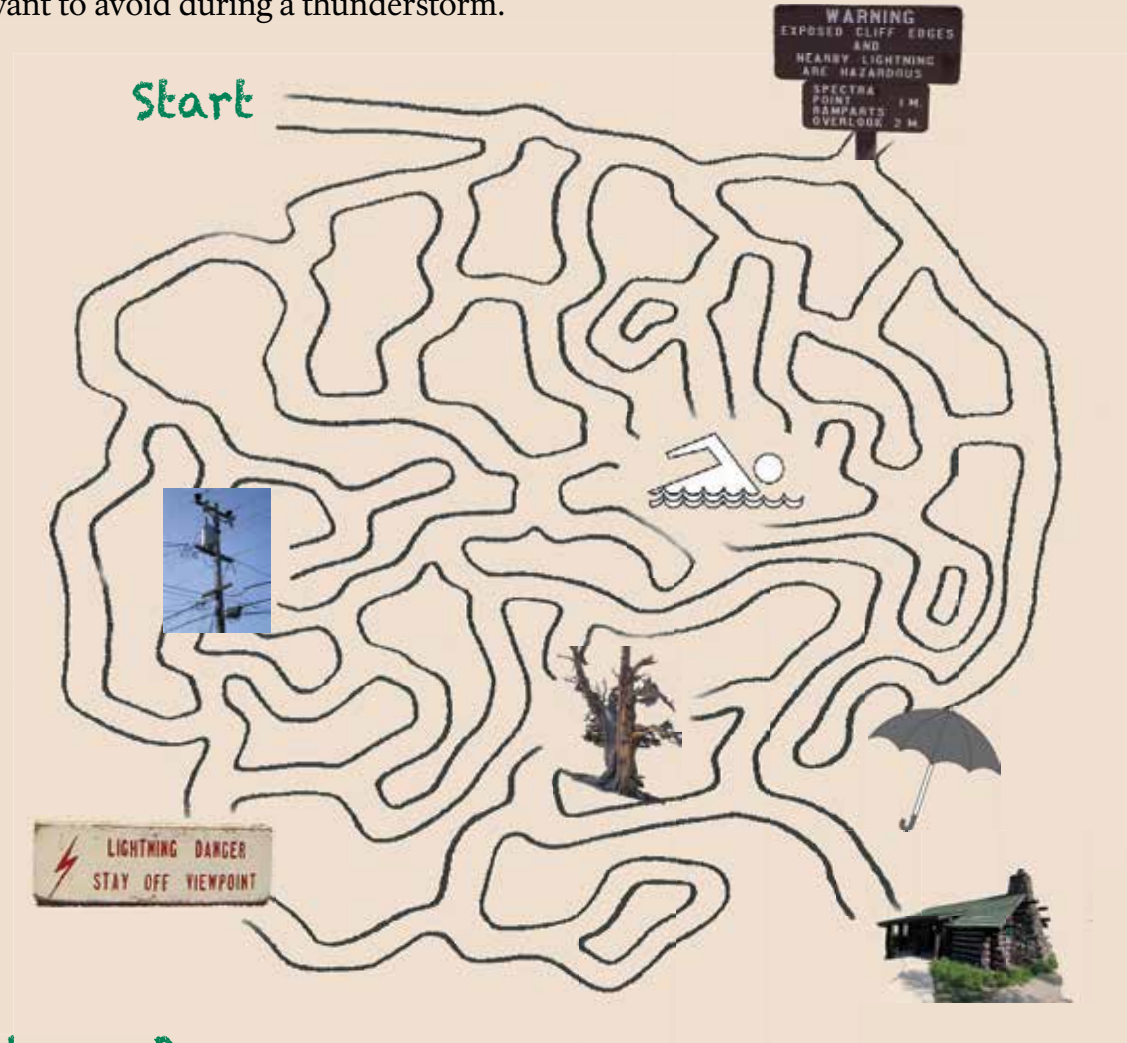 want to avoid during a thunderstorm.
WARNING
EXPOSED CLIFF EDGES
AND
NEARBY LIGHTNING
ARE HAZARDOUS
SPECTRA
POINT 1 M.
RAMPARTS
OVERLOOK 2 M.
Start
LIGHTNING DANGER
STAY OFF VIEWPOINT